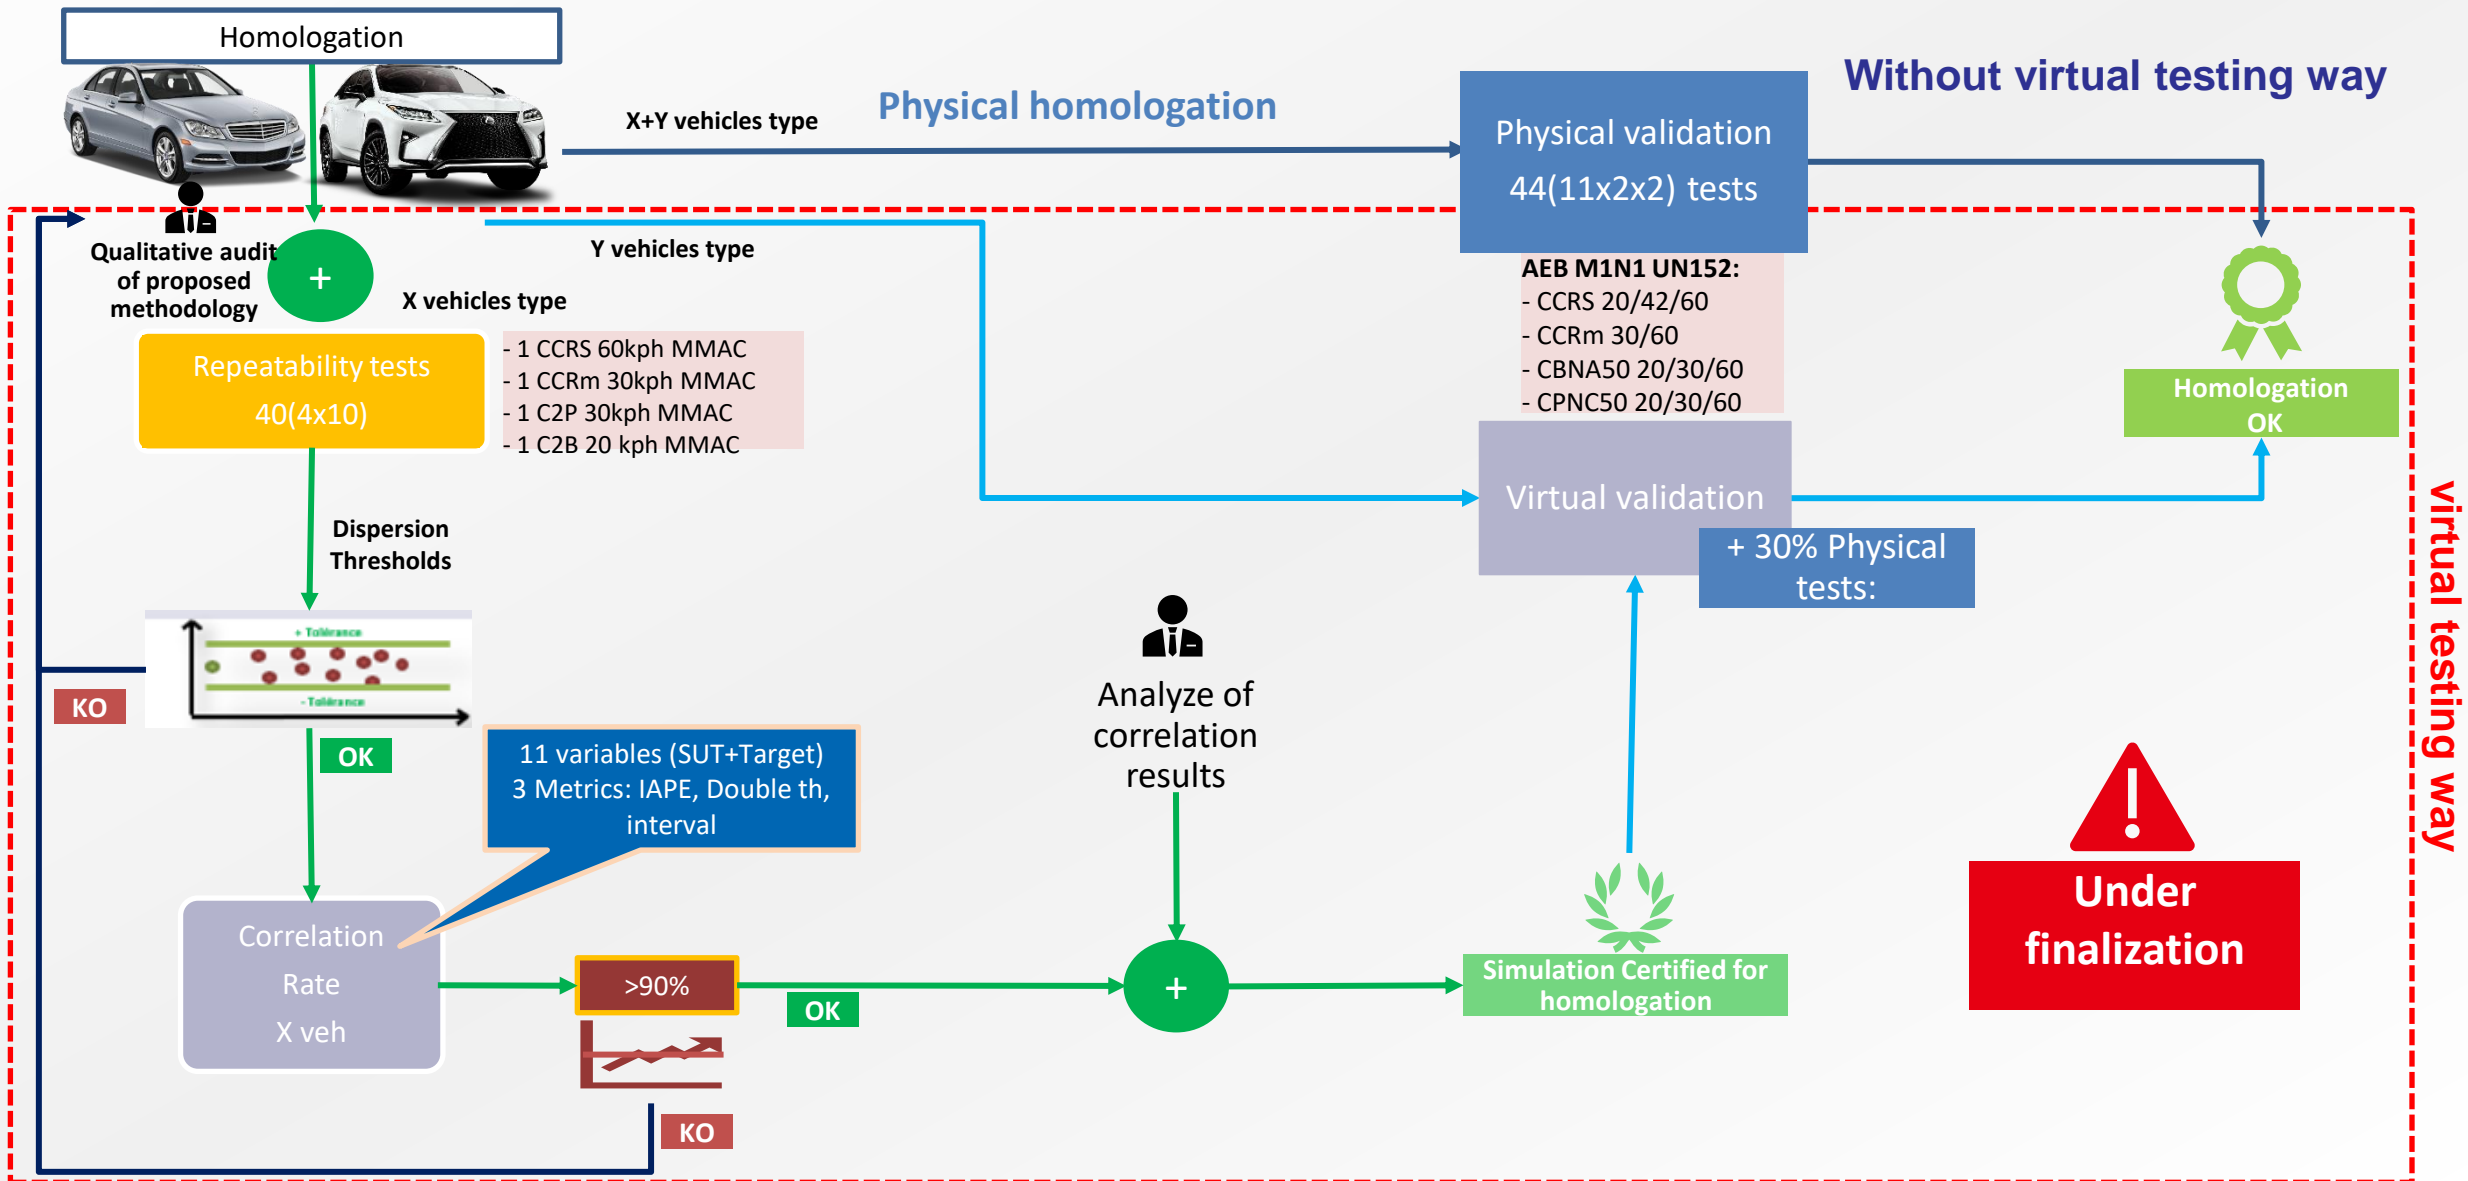 Homologation
X+Y vehicles type
Physical homologation
Without virtual testing way
Physical validation
44(11x2x2) tests
Qualitative audit
of proposed
methodology
+
Y vehicles type
X vehicles type
AEB M1N1 UN152:
- CCRS 20/42/60
- CCRm 30/60
- CBNA50 20/30/60
- CPNC50 20/30/60
Repeatability tests
40(4x10)
- 1 CCRS 60kph MMAC
- 1 CCRm 30kph MMAC
- 1 C2P 30kph MMAC
- 1 C2B 20 kph MMAC
Homologation
OK
Virtual validation
+ 30% Physical
tests:
Dispersion
Thresholds
+ Tolérance
- Tolérance
KO
OK
11 variables (SUT+Target)
3 Metrics: IAPE, Double th,
interval
Analyze of
correlation
results
virtual testing way
Correlation
Rate
X veh
>90%
OK
+
Simulation Certified for
homologation
Under
finalization
KO